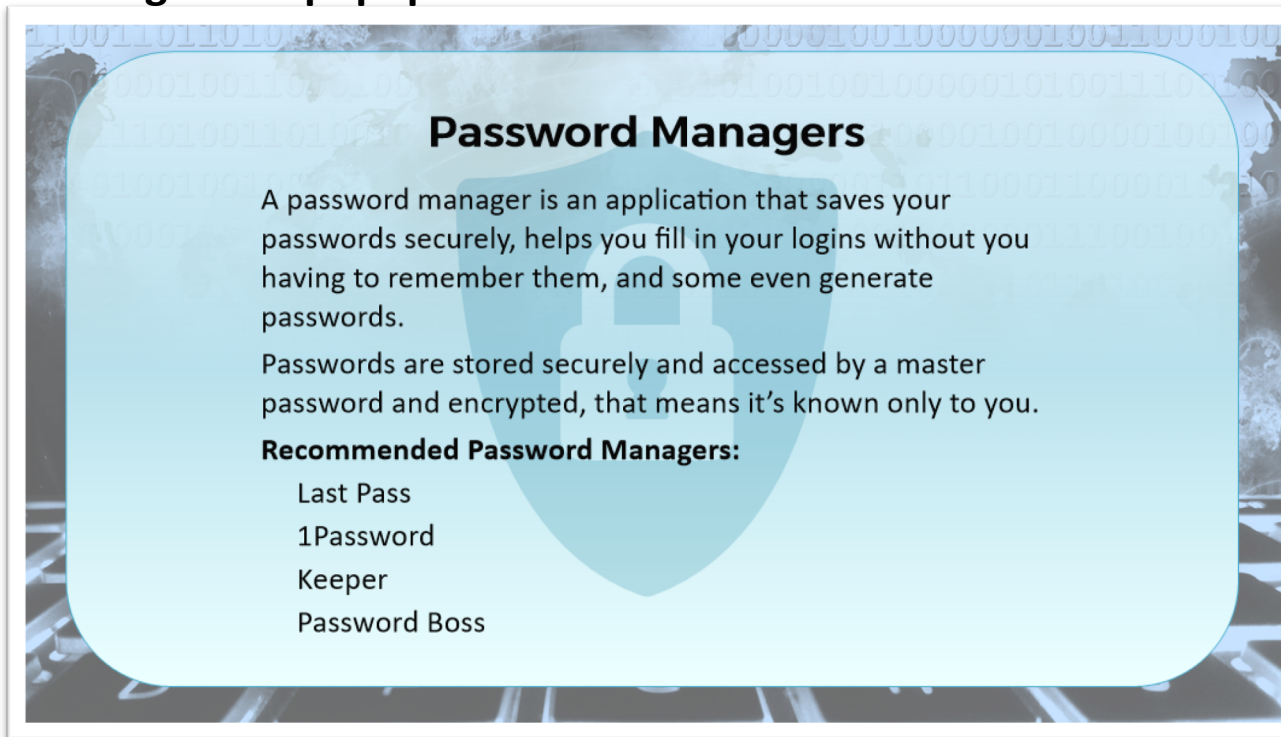 Password Managers
A password manager is an application that saves your
passwords securely, helps you fill in your logins without you
having to remember them, and some even generate
passwords.
Passwords are stored securely and accessed by a master
password and encrypted, that means it's known only to you.
Recommended Password Managers:
Last Pass
1Password
Keeper
Password Boss